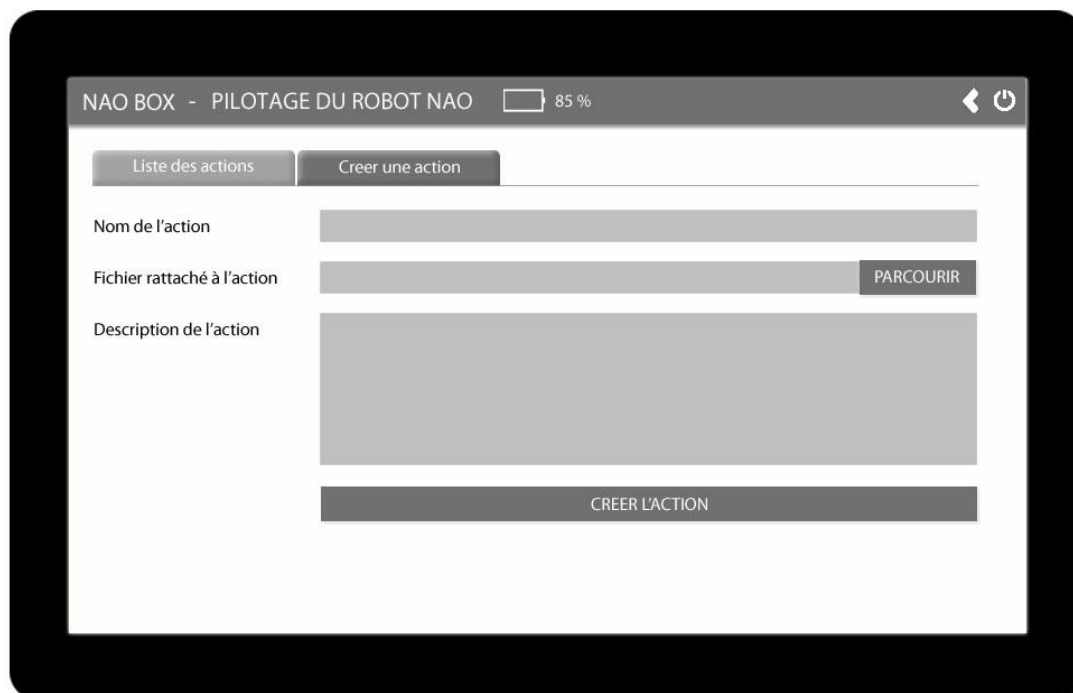 NAO BOX - PILOTAGE DU ROBOT NAO 85 %
Liste des actions Creer une action
Nom de l'action
Fichier rattaché à l'action PARCOURIR
Description de l'action
CREER L'ACTION